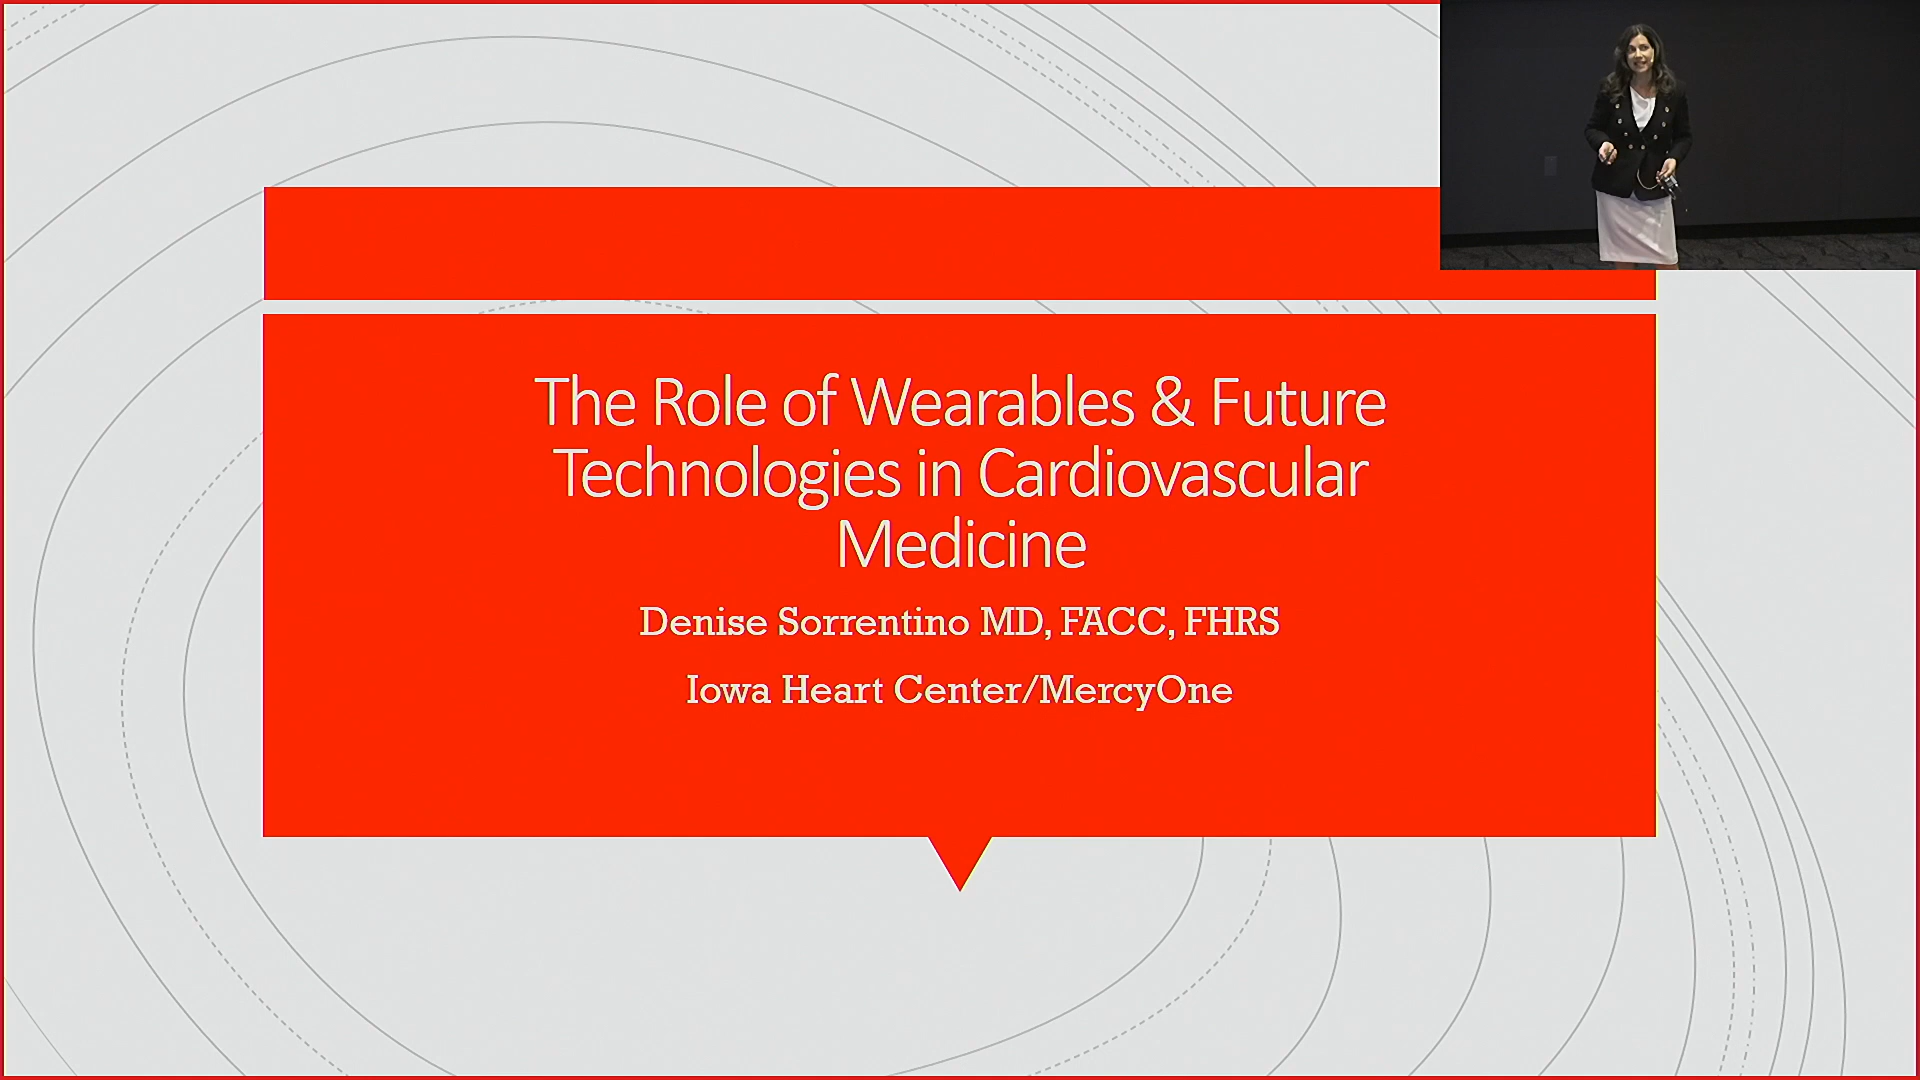 The Role of Wearables & Future
Technologies in Cardiovascular
Medicine
Denise Sorrentino MD, FACC, FHRS
Iowa Heart Center/MercyOne